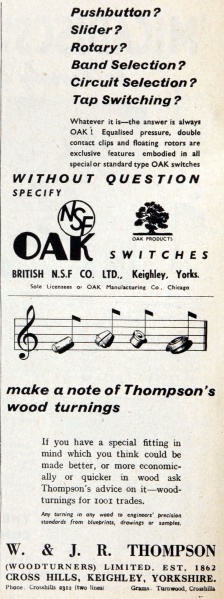 Pushbutton?
Slider?
Rotary?
Band Selection?
Circuit Selection?
Tap Switching?
Whatever it is—the answer is always
OAK! Equalised pressure, double
contact clips and floating rotors are
exclusive features embodied in all
special or standard type OAK switches
WITHOUT QUESTION
SPECIFY
NSF
OAK PRODUCTS
OAK SWITCHES
BRITISH N.S.F CO. LTD., Keighley, Yorks.
Sole Licensees of OAK Manufacturing Co., Chicago
make a note of Thompson's
wood turnings
If you have a special fitting in
mind which you think could be
made better, or more economic-
ally or quicker in wood ask
Thompson's advice on it—wood-
turnings for 1001 trades.
Any turning in any wood to engineers' precision
standards from blueprints, drawings or samples.
W. & J. R. THOMPSON
(WOODTURNERS) LIMITED. EST. 1862
CROSS HILLS, KEIGHLEY, YORKSHIRE.
Phone: Crosshills (two lines) Grams: Turnwood, Crosshills